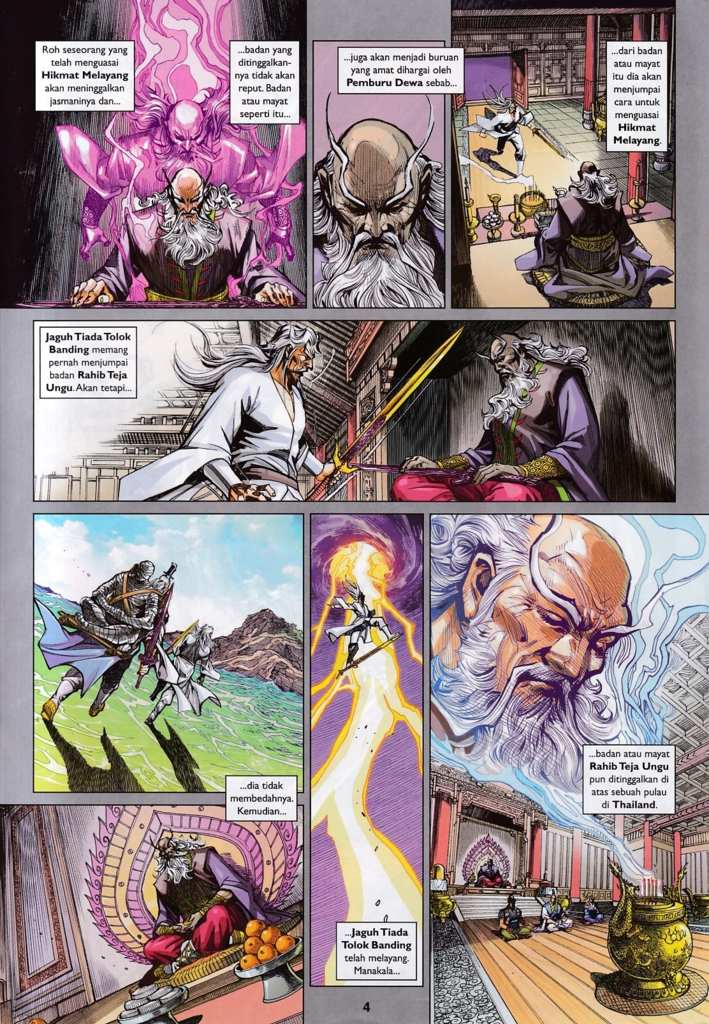 Roh seseorang yang
telah menguasai
Hikmat Melayang
akan meninggalkan
jasmaninya dan...
...badan yang
ditinggalkan-
nya tidak akan
reput. Badan
atau mayat
seperti itu...
...juga akan menjadi buruan
yang amat dihargai oleh
Pemburu Dewa sebab...
...dari badan
atau mayat
itu dia akan
menjumpai
cara untuk
menguasai
Hikmat
Melayang.
Jaguh Tiada Tolok
Banding memang
pernah menjumpai
badan Rahib Teja
Ungu. Akan tetapi...
...dia tidak
membedahnya.
Kemudian...
...Jaguh Tiada
Tolok Banding
telah melayang.
Manakala...
...badan atau mayat
Rahib Teja Ungu
pun ditinggalkan di
atas sebuah pulau
di Thailand.
4